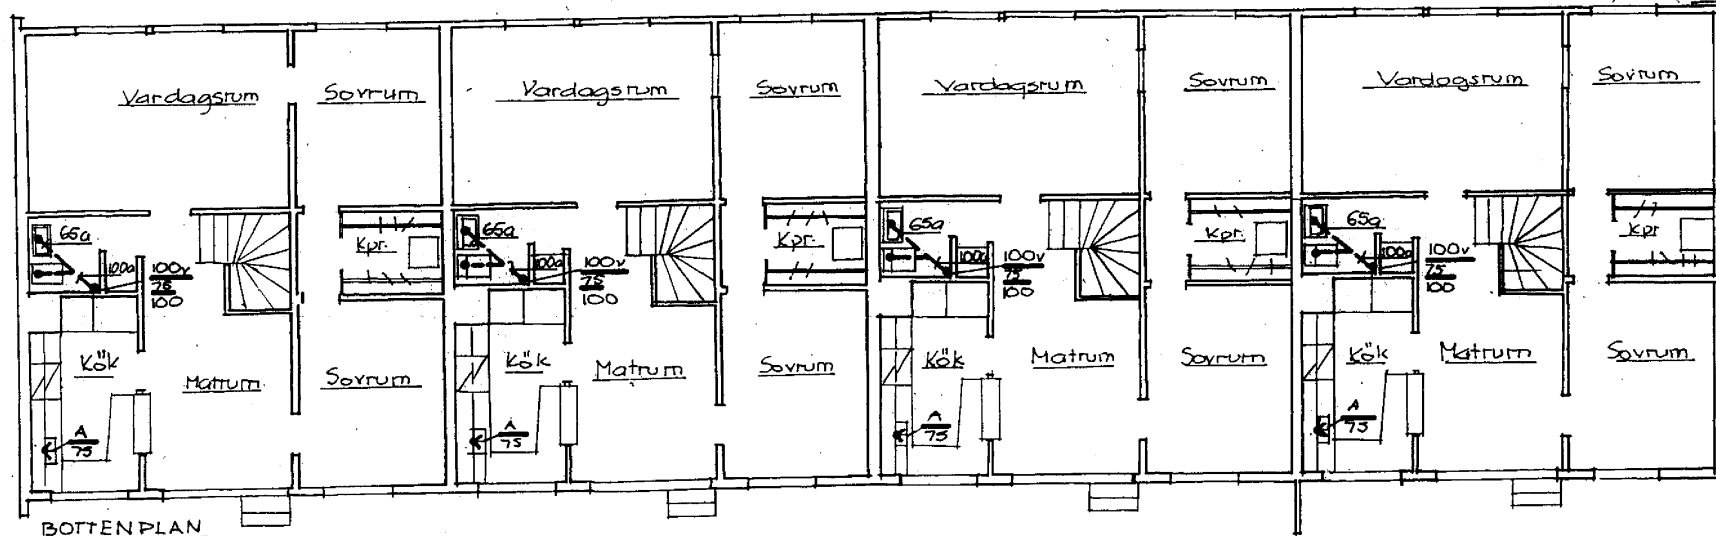 Vardagsrum
Sovrum
65a
100a
100v
75
100
Kpr.
Kök
Matrum
Sovrum
A
75
Vardagsrum
Sovrum
65a
100a
100v
75
100
Kpr.
Kök
Matrum
Sovrum
A
75
Vardagsrum
Sovrum
65a
100a
100v
75
100
Kpr.
Kök
Matrum
Sovrum
A
75
Vardagsrum
Sovrum
65a
100a
100v
75
100
Kpr
Kök
Matrum
Sovrum
A
75
BOTTENPLAN